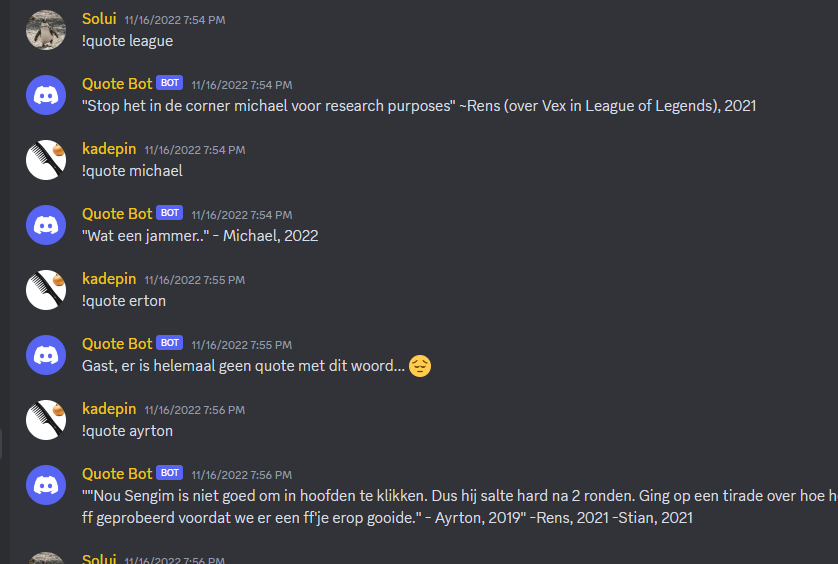 Solui 11/16/2022 7:54 PM
!quote league
Quote Bot BOT 11/16/2022 7:54 PM
"Stop het in de corner michael voor research purposes" ~Rens (over Vex in League of Legends), 2021
kadepin 11/16/2022 7:54 PM
!quote michael
Quote Bot BOT 11/16/2022 7:54 PM
"Wat een jammer.." - Michael, 2022
kadepin 11/16/2022 7:55 PM
!quote erton
Quote Bot BOT 11/16/2022 7:55 PM
Gast, er is helemaal geen quote met dit woord... 😔
kadepin 11/16/2022 7:56 PM
!quote ayrton
Quote Bot BOT 11/16/2022 7:56 PM
""Nou Sengim is niet goed om in hoofden te klikken. Dus hij salte hard na 2 ronden. Ging op een tirade over hoe
ff geprobeerd voordat we er een ff'je erop gooide." - Ayrton, 2019" -Rens, 2021 -Stian, 2021
Solui 11/16/2022 7:56 PM